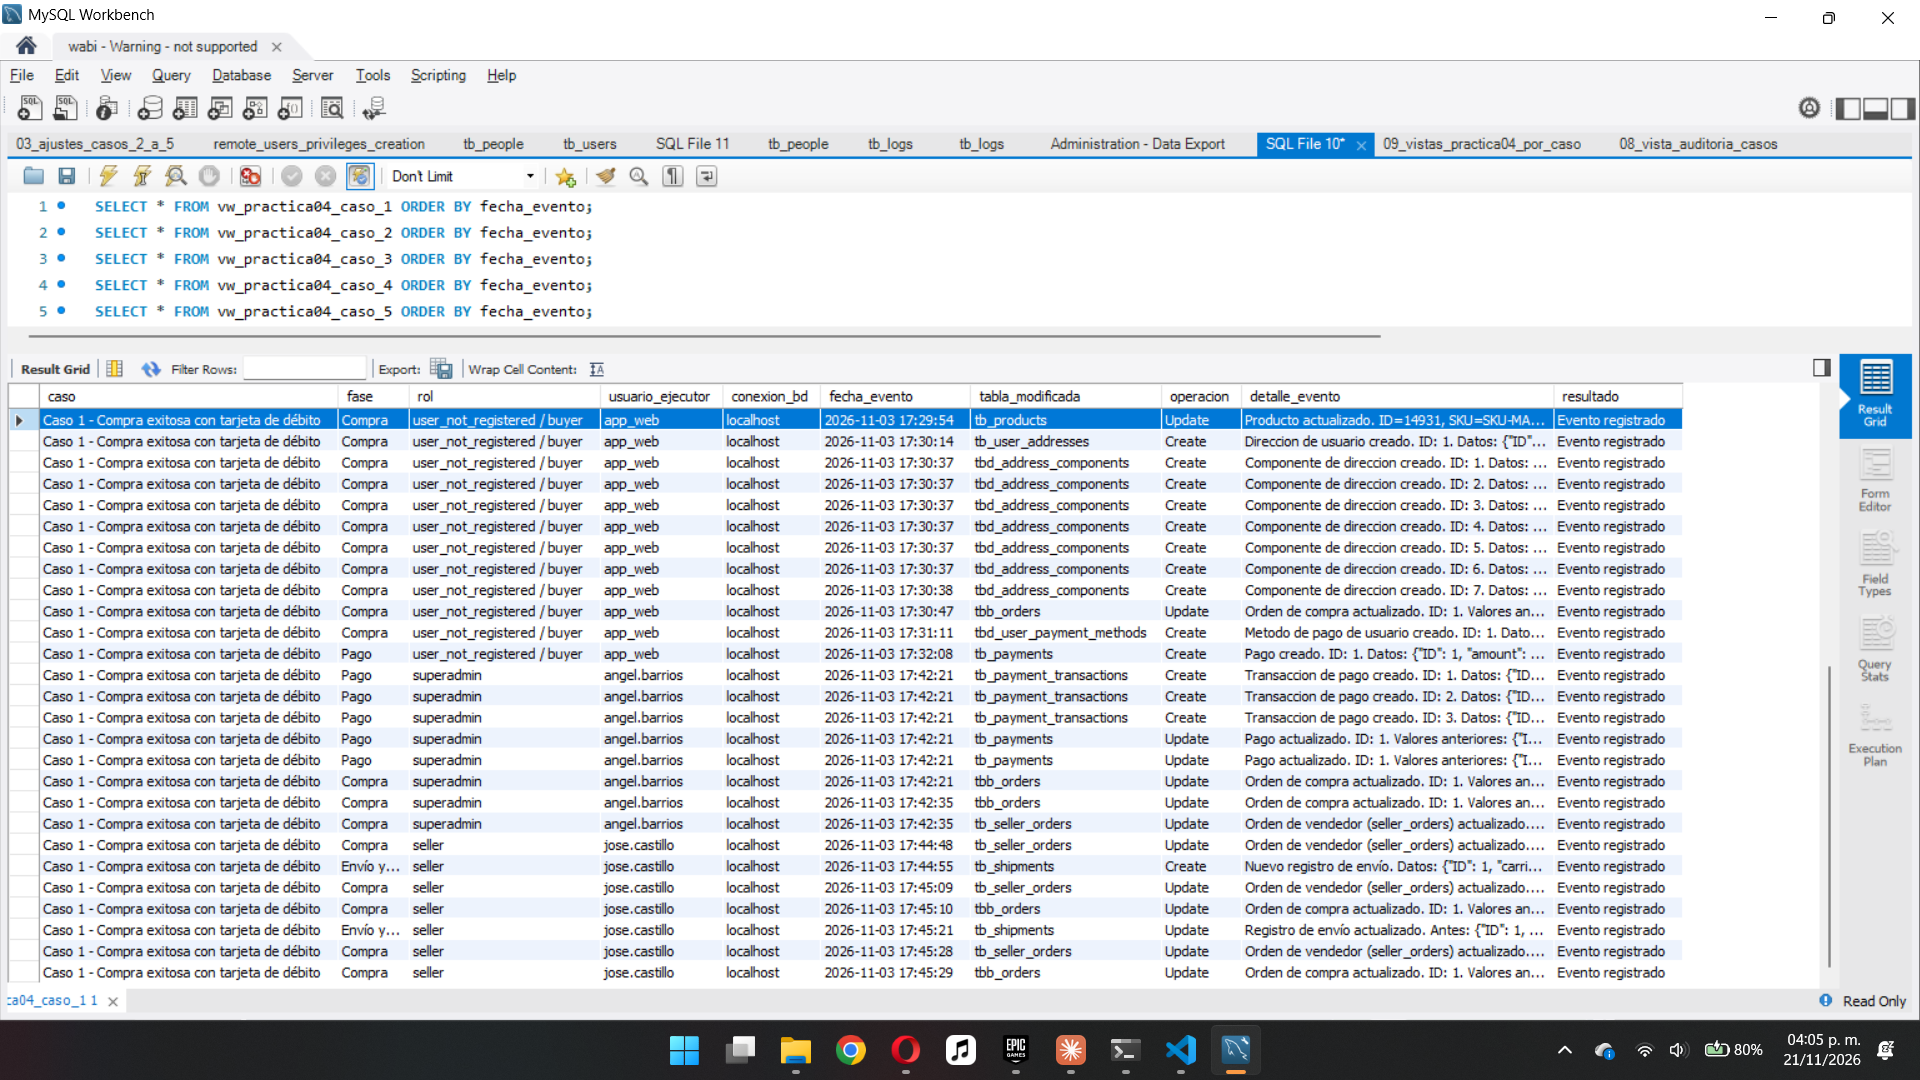 MySQL Workbench
wabi - Warning - not supported
File Edit View Query Database Server Tools Scripting Help
03_ajustes_casos_2_a_5 remote_users_privileges_creation tb_people tb_users SQL File 11 tb_people tb_logs tb_logs Administration - Data Export SQL File 10* 09_vistas_practica04_por_caso 08_vista_auditoria_casos
Don't Limit
1 SELECT * FROM vw_practica04_caso_1 ORDER BY fecha_evento;
2 SELECT * FROM vw_practica04_caso_2 ORDER BY fecha_evento;
3 SELECT * FROM vw_practica04_caso_3 ORDER BY fecha_evento;
4 SELECT * FROM vw_practica04_caso_4 ORDER BY fecha_evento;
5 SELECT * FROM vw_practica04_caso_5 ORDER BY fecha_evento;
Result Grid Filter Rows: Export: Wrap Cell Content:
caso fase rol usuario_ejecutor conexion_bd fecha_evento tabla_modificada operacion detalle_evento resultado
Caso 1 - Compra exitosa con tarjeta de débito Compra user_not_registered / buyer app_web localhost 2026-11-03 17:29:54 tb_products Update Producto actualizado. ID=14931, SKU=SKU-MA... Evento registrado
Caso 1 - Compra exitosa con tarjeta de débito Compra user_not_registered / buyer app_web localhost 2026-11-03 17:30:14 tb_user_addresses Create Direccion de usuario creado. ID: 1. Datos: {"ID"... Evento registrado
Caso 1 - Compra exitosa con tarjeta de débito Compra user_not_registered / buyer app_web localhost 2026-11-03 17:30:37 tbd_address_components Create Componente de direccion creado. ID: 1. Datos: ... Evento registrado
Caso 1 - Compra exitosa con tarjeta de débito Compra user_not_registered / buyer app_web localhost 2026-11-03 17:30:37 tbd_address_components Create Componente de direccion creado. ID: 2. Datos: ... Evento registrado
Caso 1 - Compra exitosa con tarjeta de débito Compra user_not_registered / buyer app_web localhost 2026-11-03 17:30:37 tbd_address_components Create Componente de direccion creado. ID: 3. Datos: ... Evento registrado
Caso 1 - Compra exitosa con tarjeta de débito Compra user_not_registered / buyer app_web localhost 2026-11-03 17:30:37 tbd_address_components Create Componente de direccion creado. ID: 4. Datos: ... Evento registrado
Caso 1 - Compra exitosa con tarjeta de débito Compra user_not_registered / buyer app_web localhost 2026-11-03 17:30:37 tbd_address_components Create Componente de direccion creado. ID: 5. Datos: ... Evento registrado
Caso 1 - Compra exitosa con tarjeta de débito Compra user_not_registered / buyer app_web localhost 2026-11-03 17:30:37 tbd_address_components Create Componente de direccion creado. ID: 6. Datos: ... Evento registrado
Caso 1 - Compra exitosa con tarjeta de débito Compra user_not_registered / buyer app_web localhost 2026-11-03 17:30:38 tbd_address_components Create Componente de direccion creado. ID: 7. Datos: ... Evento registrado
Caso 1 - Compra exitosa con tarjeta de débito Compra user_not_registered / buyer app_web localhost 2026-11-03 17:30:47 tbb_orders Update Orden de compra actualizado. ID: 1. Valores an... Evento registrado
Caso 1 - Compra exitosa con tarjeta de débito Compra user_not_registered / buyer app_web localhost 2026-11-03 17:31:11 tbd_user_payment_methods Create Metodo de pago de usuario creado. ID: 1. Dato... Evento registrado
Caso 1 - Compra exitosa con tarjeta de débito Pago user_not_registered / buyer app_web localhost 2026-11-03 17:32:08 tb_payments Create Pago creado. ID: 1. Datos: {"ID": 1, "amount": ... Evento registrado
Caso 1 - Compra exitosa con tarjeta de débito Pago superadmin angel.barrios localhost 2026-11-03 17:42:21 tb_payment_transactions Create Transaccion de pago creado. ID: 1. Datos: {"ID... Evento registrado
Caso 1 - Compra exitosa con tarjeta de débito Pago superadmin angel.barrios localhost 2026-11-03 17:42:21 tb_payment_transactions Create Transaccion de pago creado. ID: 2. Datos: {"ID... Evento registrado
Caso 1 - Compra exitosa con tarjeta de débito Pago superadmin angel.barrios localhost 2026-11-03 17:42:21 tb_payment_transactions Create Transaccion de pago creado. ID: 3. Datos: {"ID... Evento registrado
Caso 1 - Compra exitosa con tarjeta de débito Pago superadmin angel.barrios localhost 2026-11-03 17:42:21 tb_payments Update Pago actualizado. ID: 1. Valores anteriores: {"I... Evento registrado
Caso 1 - Compra exitosa con tarjeta de débito Pago superadmin angel.barrios localhost 2026-11-03 17:42:21 tb_payments Update Pago actualizado. ID: 1. Valores anteriores: {"I... Evento registrado
Caso 1 - Compra exitosa con tarjeta de débito Compra superadmin angel.barrios localhost 2026-11-03 17:42:21 tbb_orders Update Orden de compra actualizado. ID: 1. Valores an... Evento registrado
Caso 1 - Compra exitosa con tarjeta de débito Compra superadmin angel.barrios localhost 2026-11-03 17:42:35 tbb_orders Update Orden de compra actualizado. ID: 1. Valores an... Evento registrado
Caso 1 - Compra exitosa con tarjeta de débito Compra superadmin angel.barrios localhost 2026-11-03 17:42:35 tb_seller_orders Update Orden de vendedor (seller_orders) actualizado.... Evento registrado
Caso 1 - Compra exitosa con tarjeta de débito Compra seller jose.castillo localhost 2026-11-03 17:44:48 tb_seller_orders Update Orden de vendedor (seller_orders) actualizado.... Evento registrado
Caso 1 - Compra exitosa con tarjeta de débito Envío y... seller jose.castillo localhost 2026-11-03 17:44:55 tb_shipments Create Nuevo registro de envío. Datos: {"ID": 1, "carri... Evento registrado
Caso 1 - Compra exitosa con tarjeta de débito Compra seller jose.castillo localhost 2026-11-03 17:45:09 tb_seller_orders Update Orden de vendedor (seller_orders) actualizado.... Evento registrado
Caso 1 - Compra exitosa con tarjeta de débito Compra seller jose.castillo localhost 2026-11-03 17:45:10 tbb_orders Update Orden de compra actualizado. ID: 1. Valores an... Evento registrado
Caso 1 - Compra exitosa con tarjeta de débito Envío y... seller jose.castillo localhost 2026-11-03 17:45:21 tb_shipments Update Registro de envío actualizado. Antes: {"ID": 1, ... Evento registrado
Caso 1 - Compra exitosa con tarjeta de débito Compra seller jose.castillo localhost 2026-11-03 17:45:28 tb_seller_orders Update Orden de vendedor (seller_orders) actualizado.... Evento registrado
Caso 1 - Compra exitosa con tarjeta de débito Compra seller jose.castillo localhost 2026-11-03 17:45:29 tbb_orders Update Orden de compra actualizado. ID: 1. Valores an... Evento registrado
Result
Grid
Form
Editor
Field
Types
Query
Stats
Execution
Plan
ca04_caso_1 1
Read Only
EPIC GAMES
80%
04:05 p. m.
21/11/2026